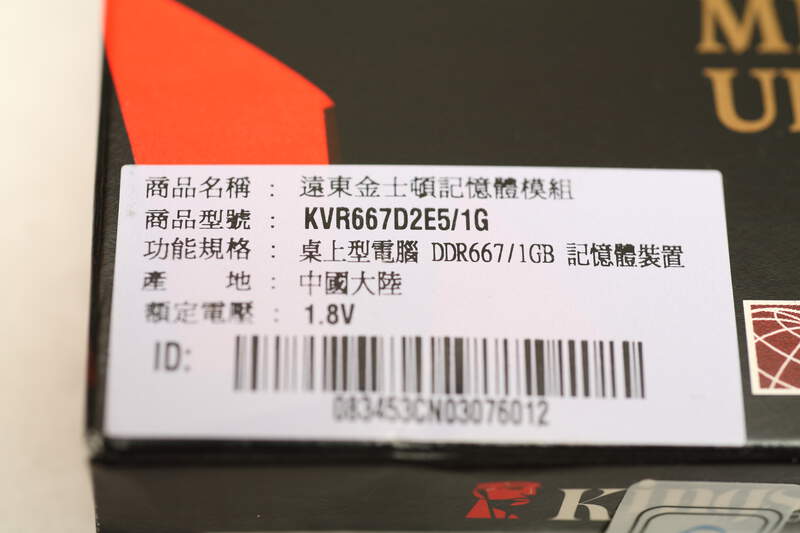 商品名稱： 遠東金士頓記憶體模組
商品型號： KVR667D2E5/1G
功能規格： 桌上型電腦 DDR667/1GB 記憶體裝置
產　　地： 中國大陸
額定電壓： 1.8V
ID:
083453CN03076012